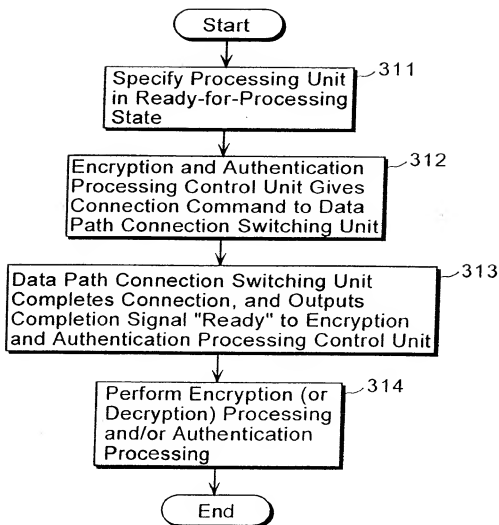 Start
311
Specify Processing Unit
in Ready-for-Processing
State
312
Encryption and Authentication
Processing Control Unit Gives
Connection Command to Data
Path Connection Switching Unit
313
Data Path Connection Switching Unit
Completes Connection, and Outputs
Completion Signal "Ready" to Encryption
and Authentication Processing Control Unit
314
Perform Encryption (or
Decryption) Processing
and/or Authentication
Processing
End